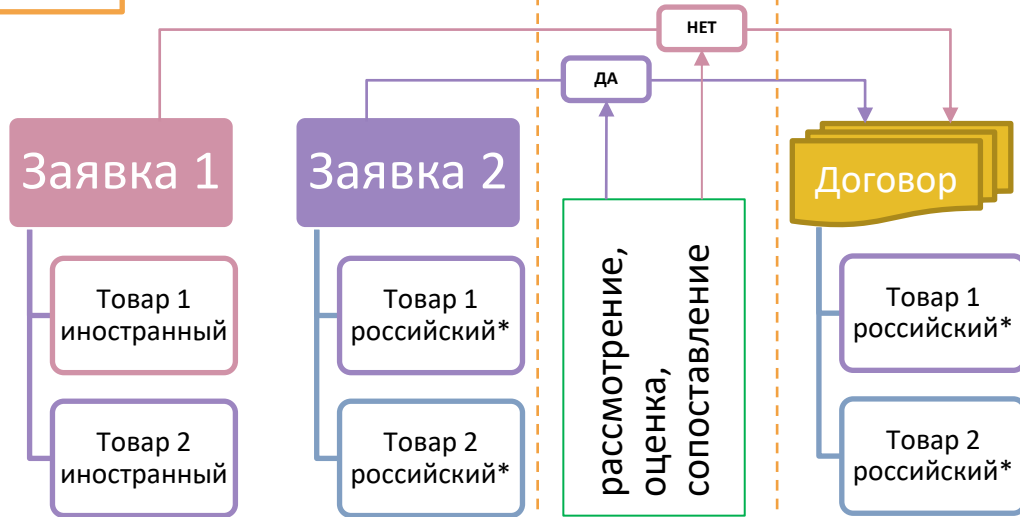 НЕТ
ДА
Заявка 1
Заявка 2
Договор
Товар 1
иностранный
Товар 2
иностранный
Товар 1
российский*
Товар 2
российский*
рассмотрение,
оценка,
сопоставление
Товар 1
российский*
Товар 2
российский*